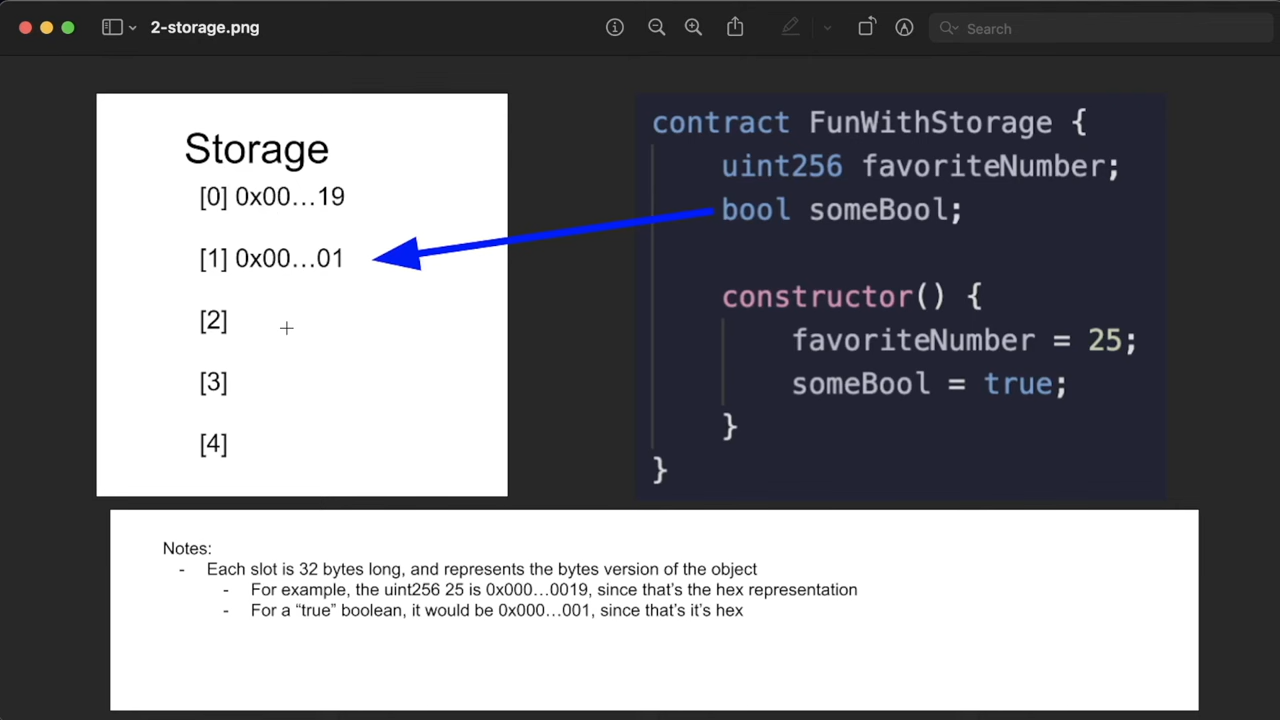 2-storage.png
Search
Storage
[0] 0x00…19
[1] 0x00…01
[2]
[3]
[4]
contract FunWithStorage {
uint256 favoriteNumber;
bool someBool;
constructor() {
favoriteNumber = 25;
someBool = true;
}
}
Notes:
- Each slot is 32 bytes long, and represents the bytes version of the object
- For example, the uint256 25 is 0x000…0019, since that's the hex representation
- For a “true” boolean, it would be 0x000…001, since that's it's hex